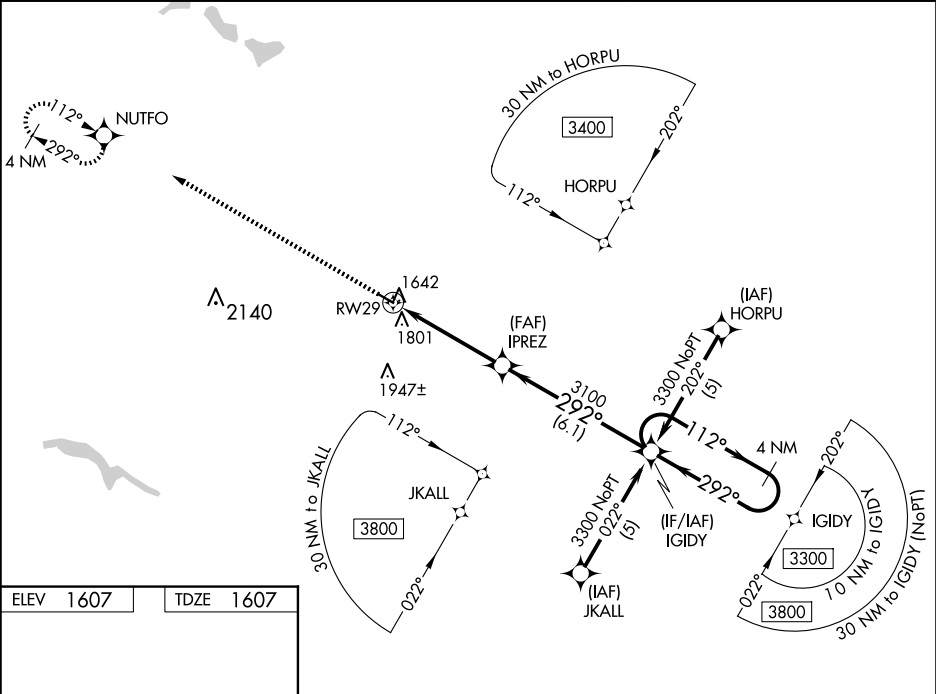 30 NM to HORPU
3400
202°
HORPU
112°
112°
NUTFO
292°
4 NM
1642
RW29
1801
2140
1947±
(FAF)
IPREZ
3100
292°
(6.1)
(IAF)
HORPU
3300 NoPT
202°
(5)
112°
4 NM
292°
(IF/IAF)
IGIDY
3300 NoPT
022°
(5)
(IAF)
JKALL
30 NM to JKALL
112°
JKALL
3800
022°
202°
IGIDY
3300
10 NM to IGIDY
022°
3800
30 NM to IGIDY (NoPT)
ELEV 1607
TDZE 1607